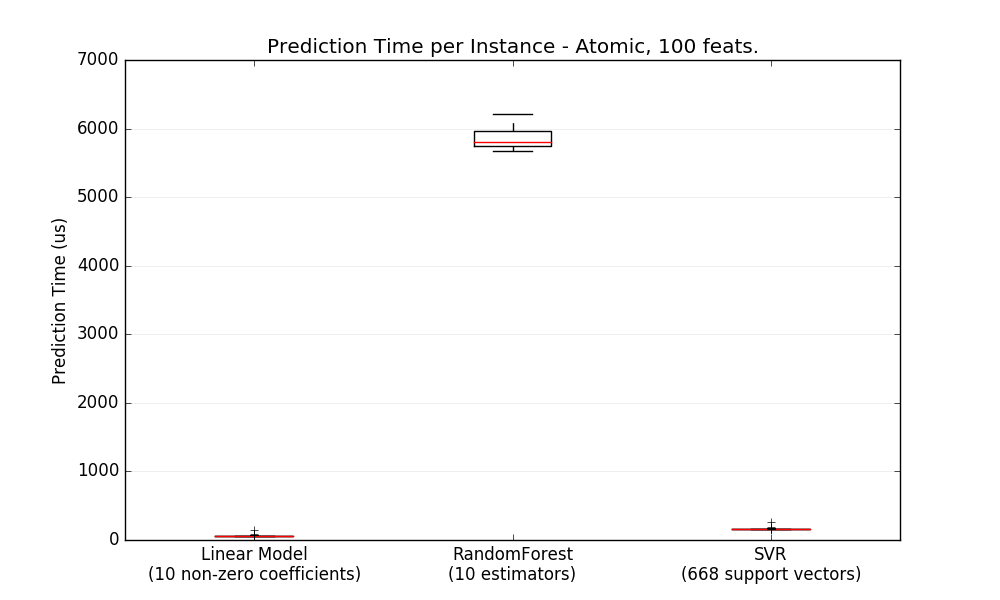 Prediction Time per Instance - Atomic, 100 feats.
7000
6000
5000
4000
3000
2000
1000
0
Prediction Time (us)
Linear Model
(10 non-zero coefficients)
RandomForest
(10 estimators)
SVR
(668 support vectors)